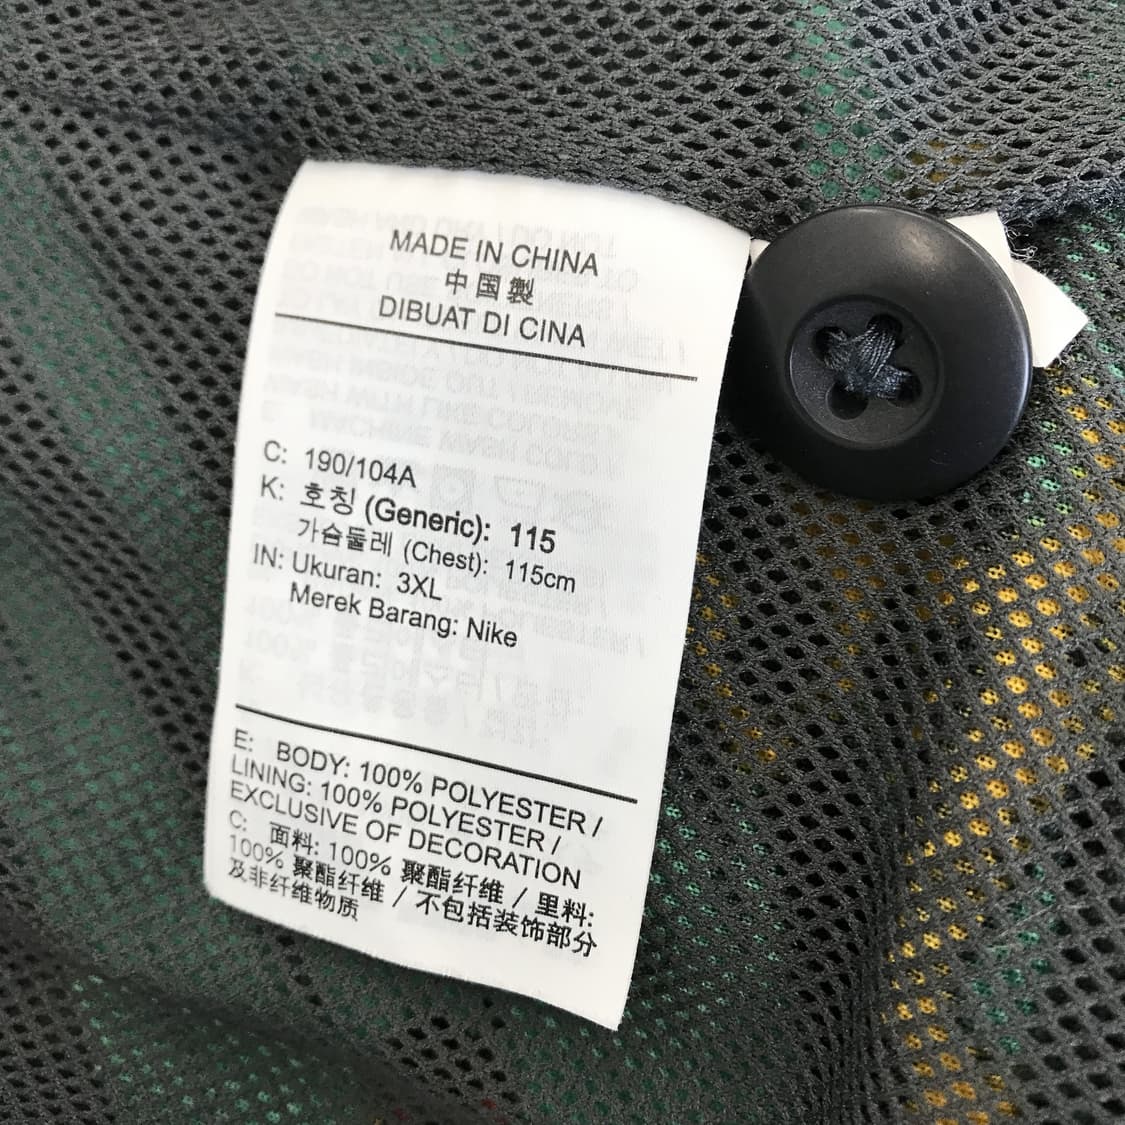 MADE IN CHINA
中国製
DIBUAT DI CINA
C: 190/104A
K: 호칭 (Generic): 115
가슴둘레 (Chest): 115cm
IN: Ukuran: 3XL
Merek Barang: Nike
E: BODY: 100% POLYESTER /
LINING: 100% POLYESTER /
EXCLUSIVE OF DECORATION
C: 面料: 100% 聚酯纤维 / 里料:
100% 聚酯纤维 / 不包括装饰部分
及非纤维物质